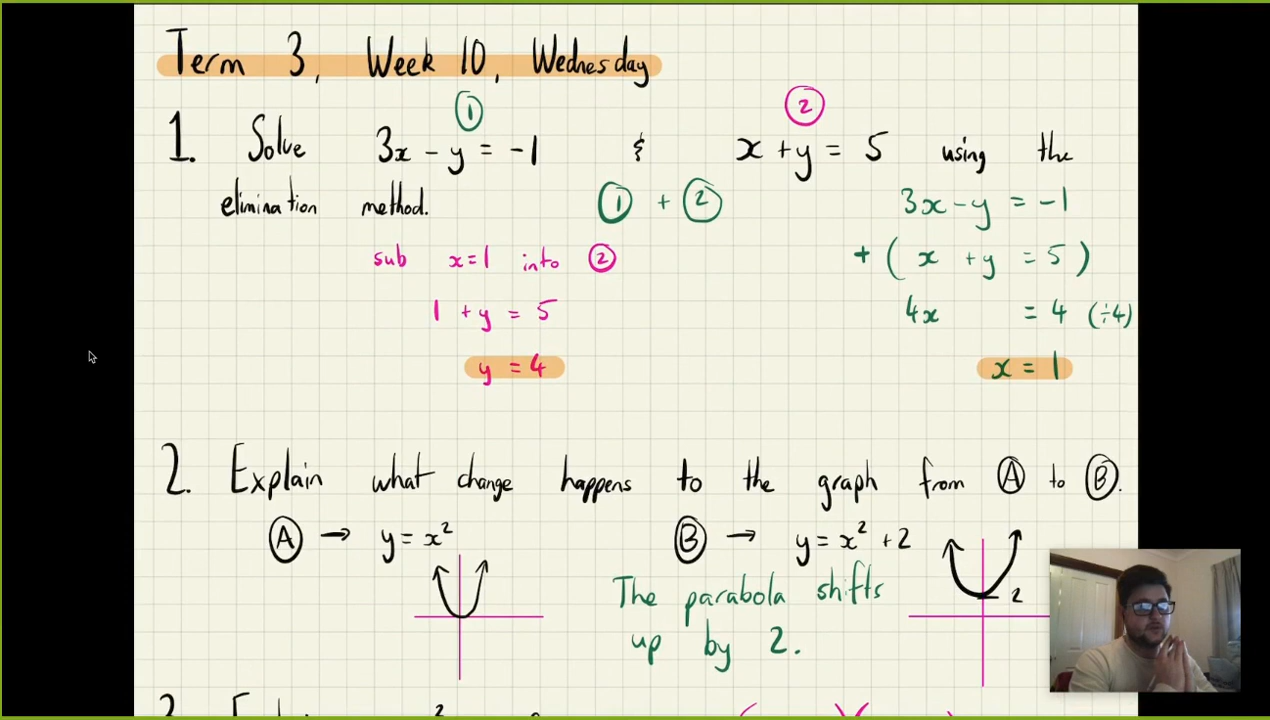 Term 3, Week 10, Wednesday
① ②
1. Solve 3x - y = -1 & x + y = 5 using the
elimination method. ① + ② 3x - y = -1
sub x=1 into ② + ( x + y = 5 )
1 + y = 5 4x = 4 (÷4)
y = 4 x = 1
2. Explain what change happens to the graph from Ⓐ to Ⓑ.
Ⓐ → y = x² Ⓑ → y = x² + 2
The parabola shifts 2
up by 2.